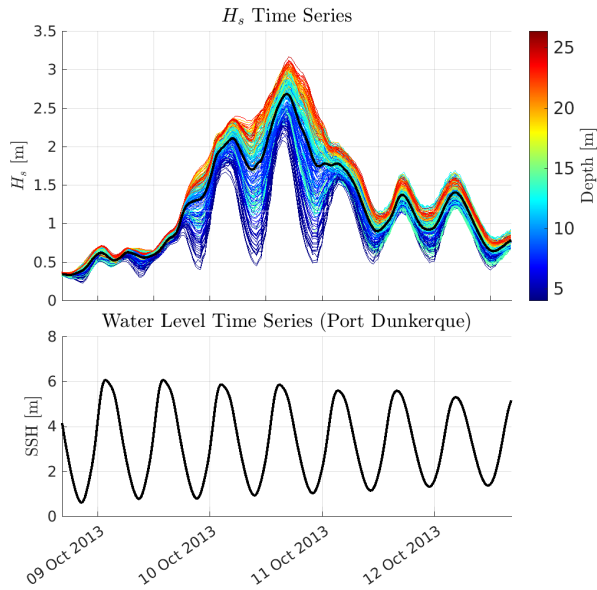 H_s Time Series
3.5
3
2.5
2
1.5
1
0.5
0
H_s [m]
25
20
15
10
5
Depth [m]
Water Level Time Series (Port Dunkerque)
8
6
4
2
0
SSH [m]
09 Oct 2013
10 Oct 2013
11 Oct 2013
12 Oct 2013